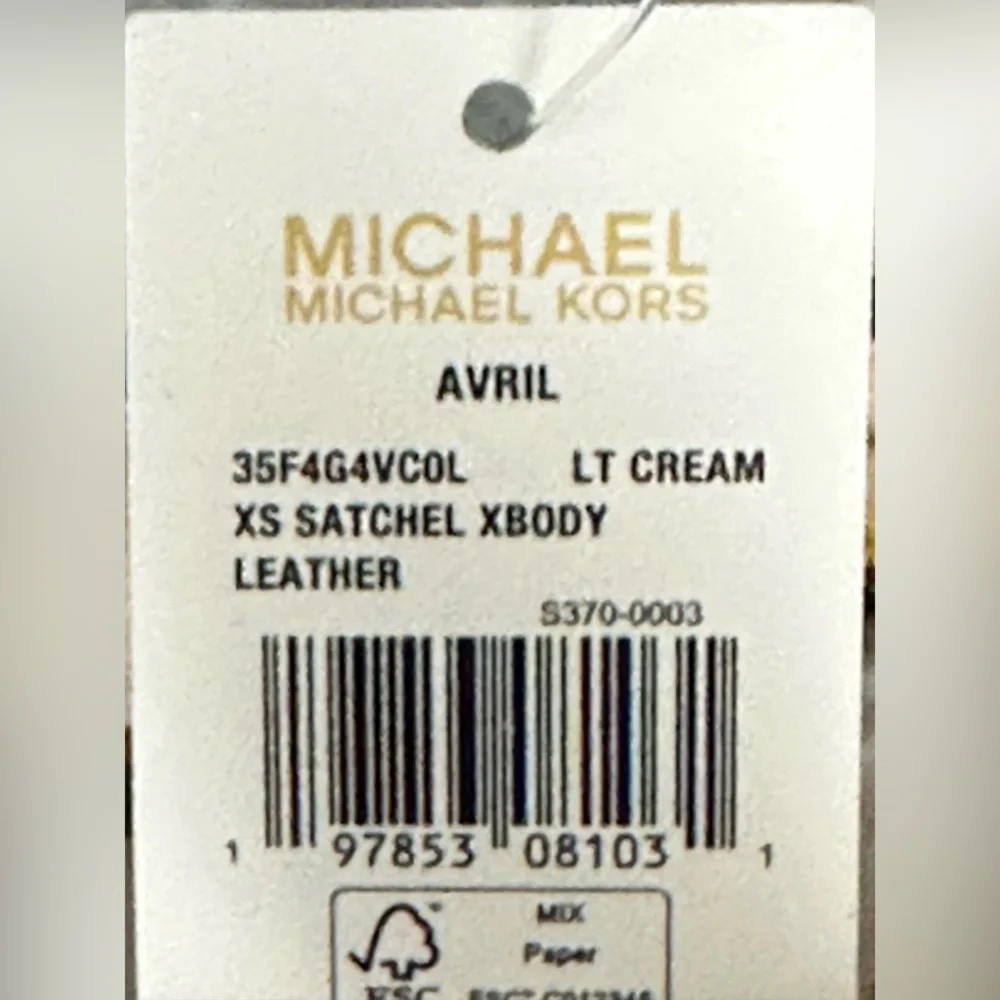 MICHAEL
MICHAEL KORS
AVRIL
35F4G4VC0L LT CREAM
XS SATCHEL XBODY
LEATHER
S370-0003
1 97853 08103 1
MIX
Paper
FSC